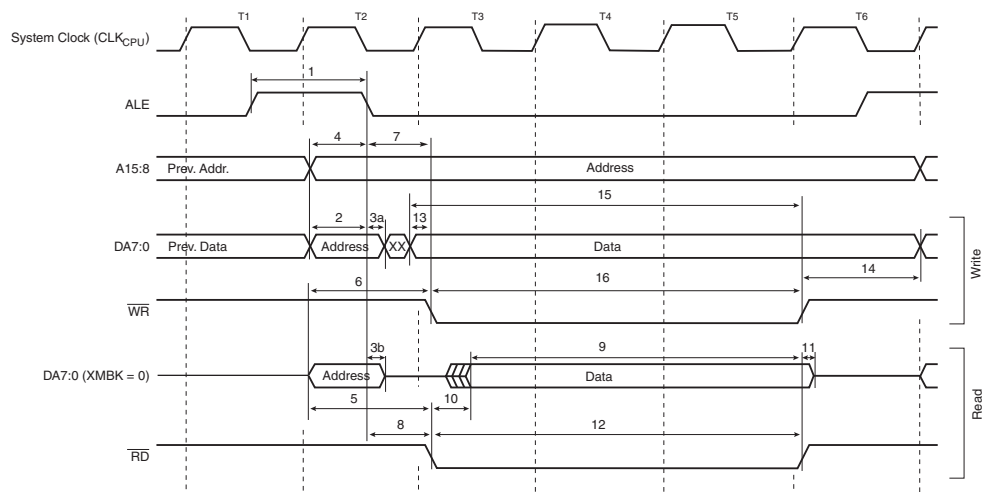 T1 T2 T3 T4 T5 T6
System Clock (CLKCPU)
1
ALE
4 7
A15:8 Prev. Addr. Address
15
2 3a 13
DA7:0 Prev. Data Address XX Data
6 16 14
WR
Write
3b 9 11
DA7:0 (XMBK = 0) Address Data
5 10
8 12
RD
Read